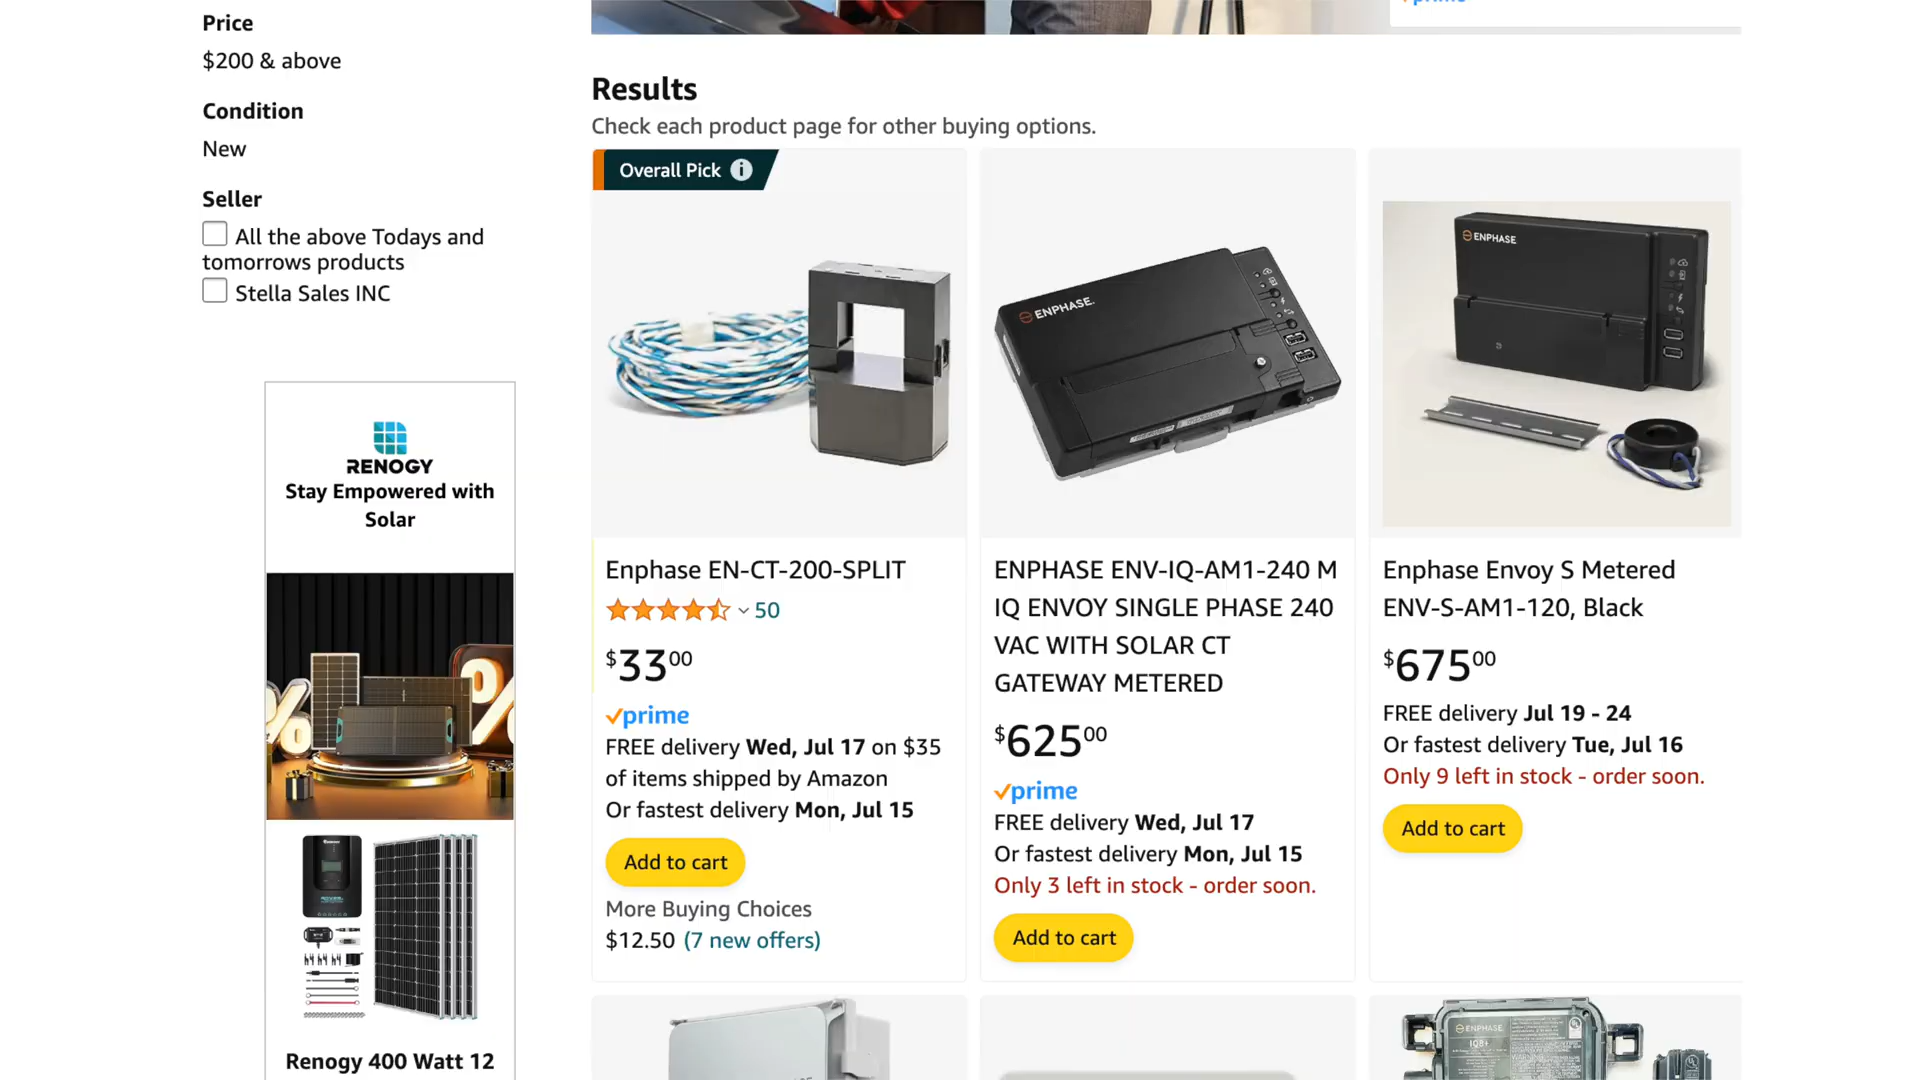 Price
$200 & above
Condition
New
Seller
All the above Todays and
tomorrows products
Stella Sales INC
RENOGY
Stay Empowered with
Solar
%
%
Renogy 400 Watt 12
Results
Check each product page for other buying options.
Overall Pick
ENPHASE.
ENPHASE
Enphase EN-CT-200-SPLIT
50
$3300
prime
FREE delivery Wed, Jul 17 on $35
of items shipped by Amazon
Or fastest delivery Mon, Jul 15
Add to cart
More Buying Choices
$12.50 (7 new offers)
ENPHASE ENV-IQ-AM1-240 M
IQ ENVOY SINGLE PHASE 240
VAC WITH SOLAR CT
GATEWAY METERED
$62500
prime
FREE delivery Wed, Jul 17
Or fastest delivery Mon, Jul 15
Only 3 left in stock - order soon.
Add to cart
Enphase Envoy S Metered
ENV-S-AM1-120, Black
$67500
FREE delivery Jul 19 - 24
Or fastest delivery Tue, Jul 16
Only 9 left in stock - order soon.
Add to cart
ENPHASE
IQ8+